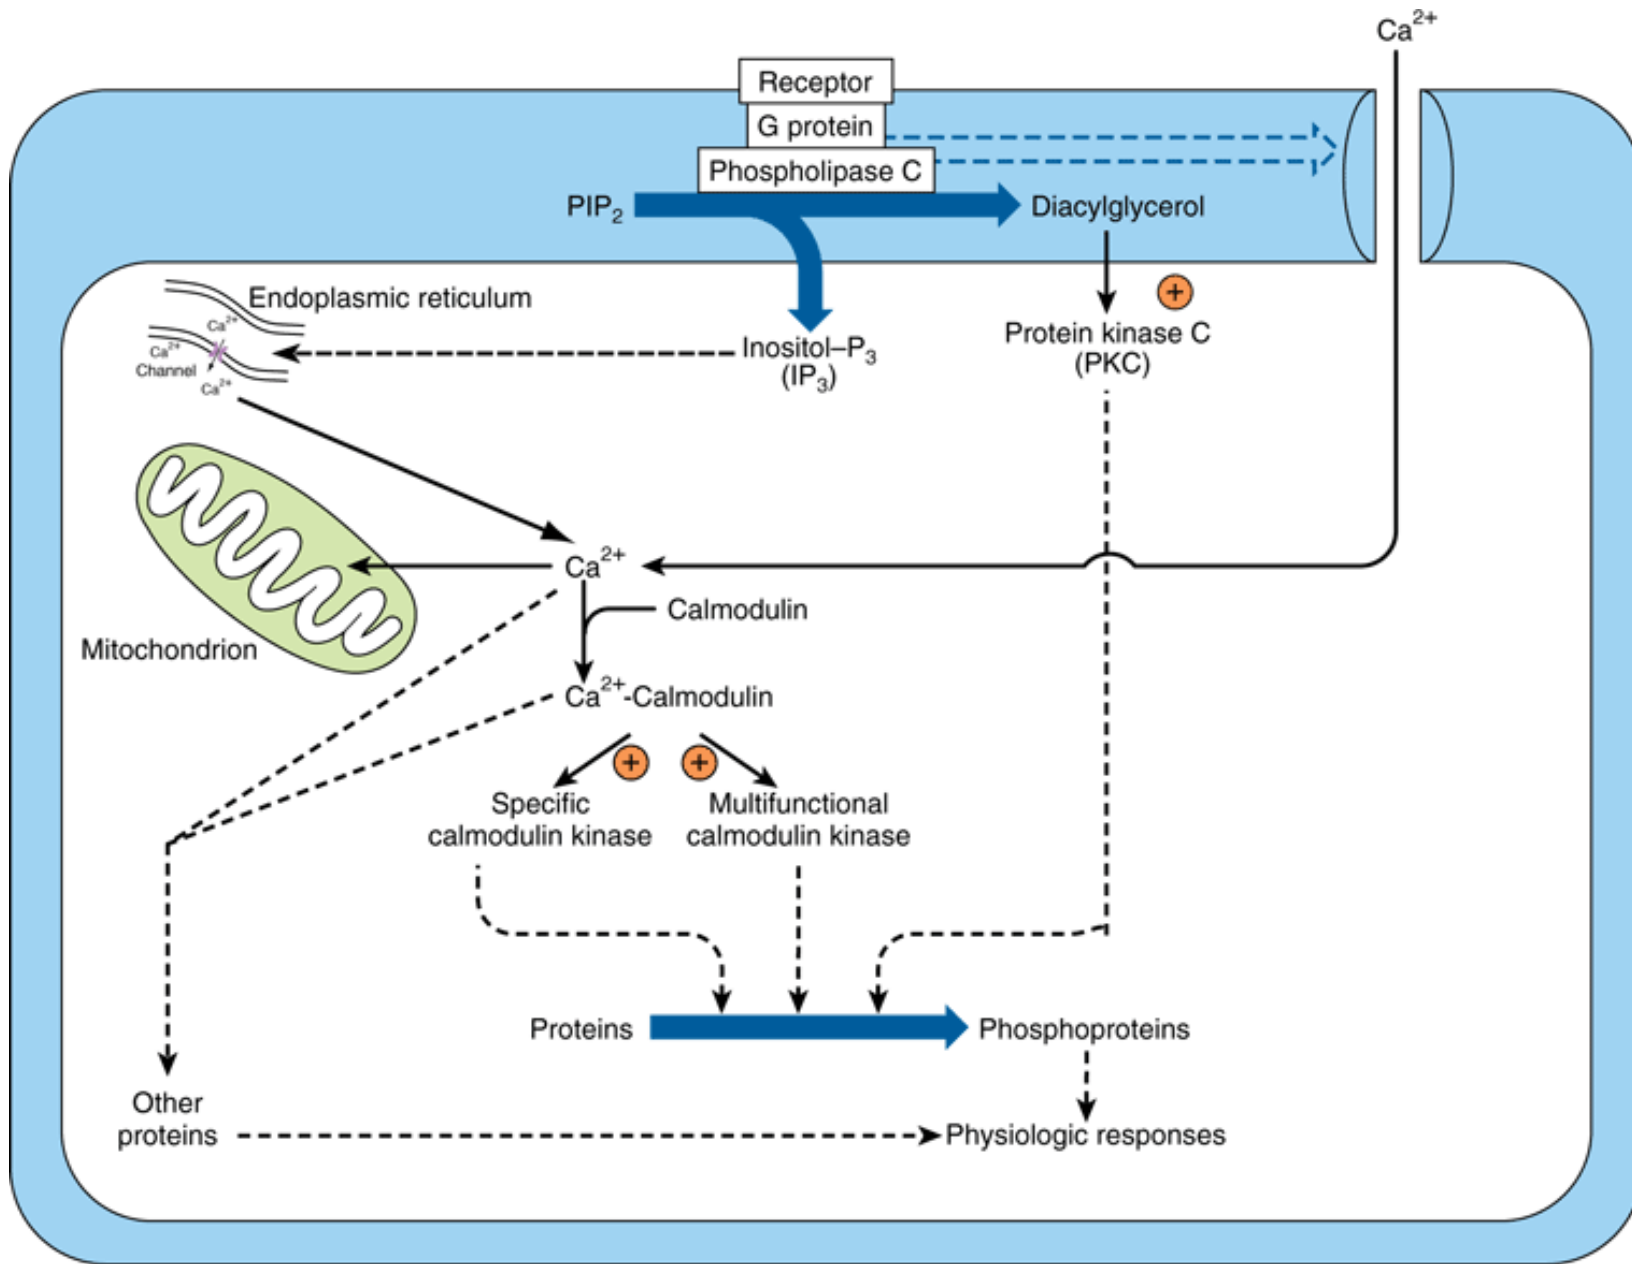 Ca2+
Receptor
G protein
Phospholipase C
PIP2
Diacylglycerol
Endoplasmic reticulum
Ca2+
Ca2+
Channel
Ca2+
Inositol–P3
(IP3)
+
Protein kinase C
(PKC)
Ca2+
Calmodulin
Mitochondrion
Ca2+-Calmodulin
+
+
Specific
calmodulin kinase
Multifunctional
calmodulin kinase
Proteins
Phosphoproteins
Other
proteins
Physiologic responses